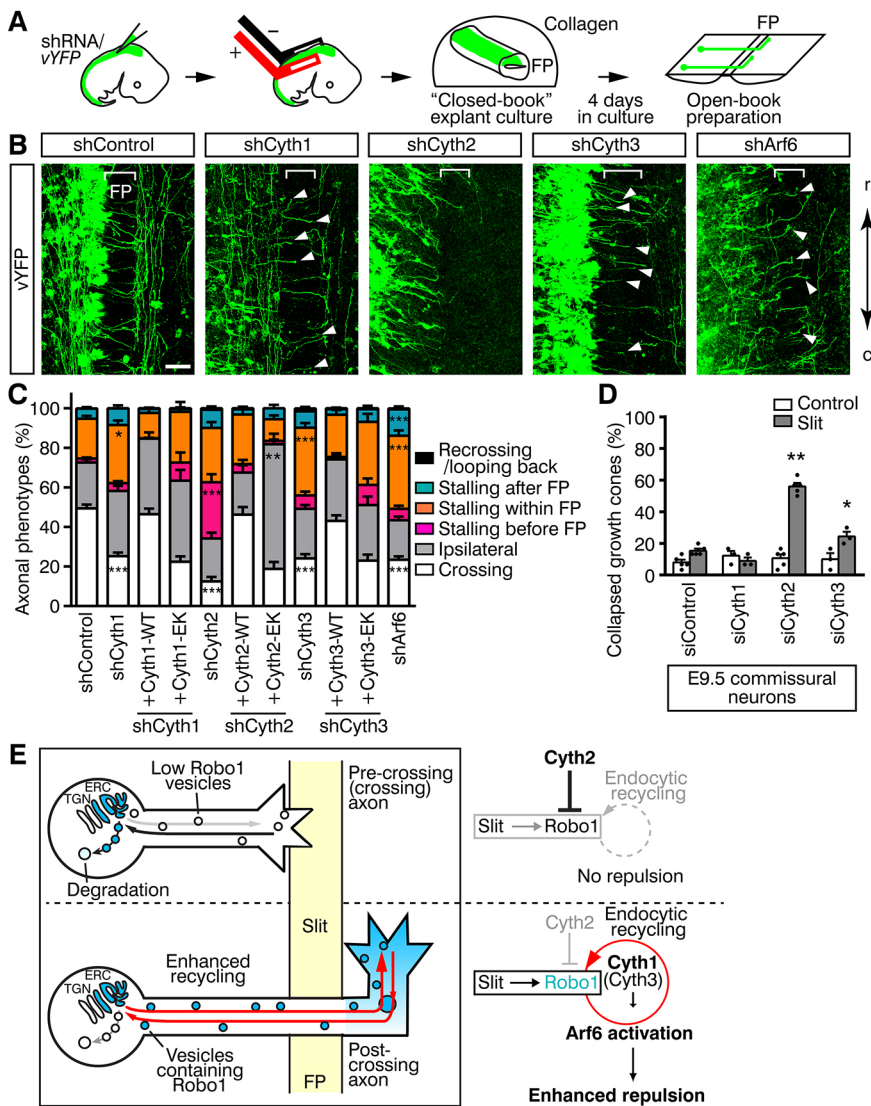 A
shRNA/
vYFP
−
+
Collagen
FP
"Closed-book"
explant culture
4 days
in culture
FP
Open-book
preparation
B
shControl
shCyth1
shCyth2
shCyth3
shArf6
vYFP
FP
r
c
C
Axonal phenotypes (%)
100
80
60
40
20
0
*
***
***
***
**
***
***
***
***
***
Recrossing
/looping back
Stalling after FP
Stalling within FP
Stalling before FP
Ipsilateral
Crossing
shControl
shCyth1
+Cyth1-WT
+Cyth1-EK
shCyth2
+Cyth2-WT
+Cyth2-EK
shCyth3
+Cyth3-WT
+Cyth3-EK
shArf6
shCyth1
shCyth2
shCyth3
D
Collapsed growth cones (%)
100
80
60
40
20
0
Control
Slit
**
*
siControl
siCyth1
siCyth2
siCyth3
E9.5 commissural
neurons
E
Low Robo1
vesicles
ERC
TGN
Degradation
Pre-crossing
(crossing)
axon
Slit
Enhanced
recycling
ERC
TGN
Vesicles
containing
Robo1
FP
Post-
crossing
axon
Cyth2
Endocytic
recycling
Slit
Robo1
No repulsion
Cyth2
Endocytic
recycling
Slit
Robo1
Cyth1
(Cyth3)
Arf6 activation
Enhanced repulsion